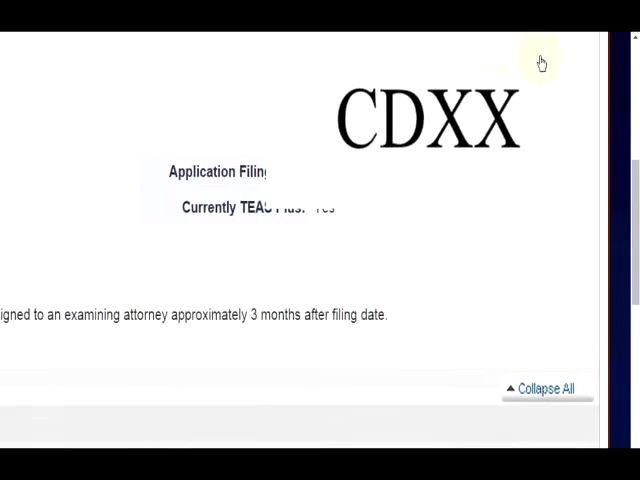 CDXX
Application Filing
Currently TEAS Plus: Yes
igned to an examining attorney approximately 3 months after filing date.
Collapse All